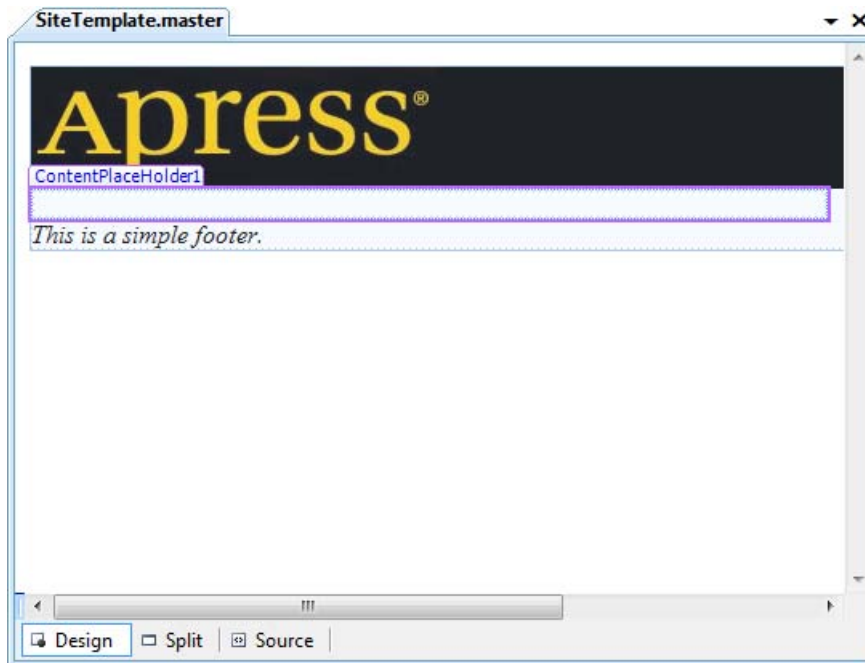 SiteTemplate.master
Apress®
ContentPlaceHolder1
This is a simple footer.
Design Split Source